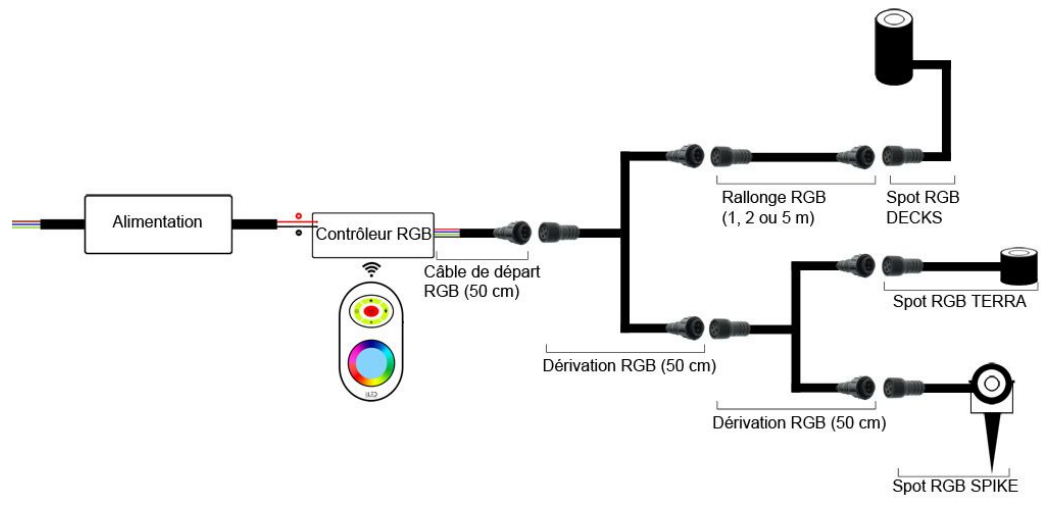 Alimentation
Contrôleur RGB
Câble de départ
RGB (50 cm)
Dérivation RGB (50 cm)
Rallonge RGB
(1, 2 ou 5 m)
Spot RGB
DECKS
Spot RGB TERRA
Dérivation RGB (50 cm)
Spot RGB SPIKE